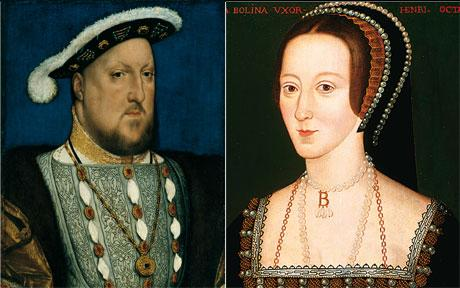 A BOLINA VXOR· HENRI· OCTA
B